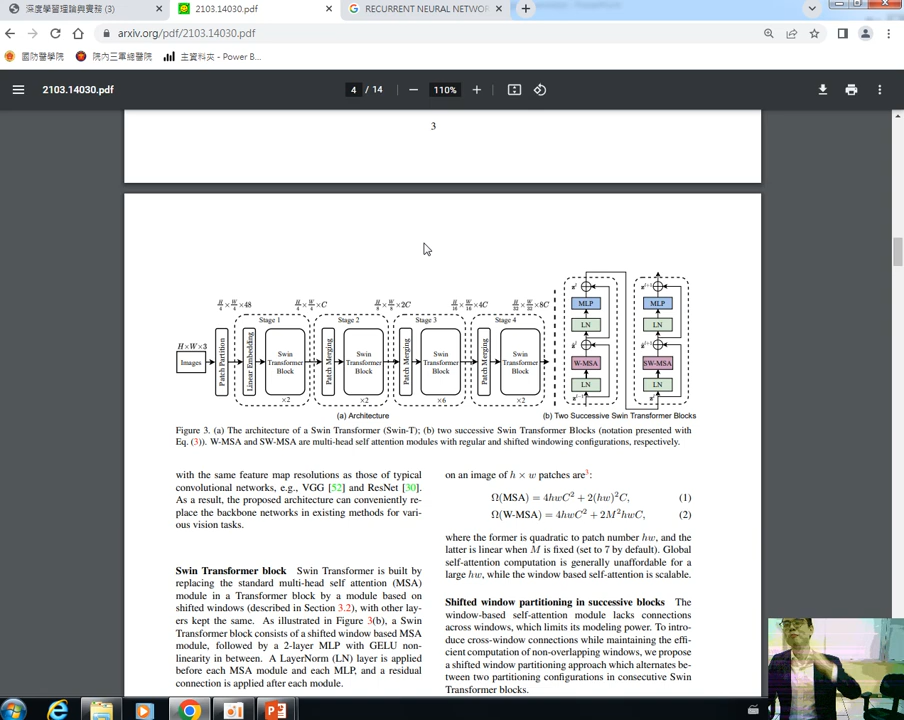 深度學習理論與實務 (3)
2103.14030.pdf
RECURRENT NEURAL NETWOR
arxiv.org/pdf/2103.14030.pdf
國防醫學院
院內三軍總醫院
主資料夾 - Power B...
2103.14030.pdf
4 / 14
110%
3
H/4 × W/4 × 48
H/4 × W/4 × C
H/8 × W/8 × 2C
H/16 × W/16 × 4C
H/32 × W/32 × 8C
Stage 1
Stage 2
Stage 3
Stage 4
H×W×3
Images
Patch Partition
Linear Embedding
Swin
Transformer
Block
Patch Merging
Swin
Transformer
Block
Patch Merging
Swin
Transformer
Block
Patch Merging
Swin
Transformer
Block
×2
×2
×6
×2
MLP
LN
W-MSA
LN
MLP
LN
SW-MSA
LN
(a) Architecture
(b) Two Successive Swin Transformer Blocks
Figure 3. (a) The architecture of a Swin Transformer (Swin-T); (b) two successive Swin Transformer Blocks (notation presented with
Eq. (3)). W-MSA and SW-MSA are multi-head self attention modules with regular and shifted windowing configurations, respectively.
with the same feature map resolutions as those of typical
convolutional networks, e.g., VGG [52] and ResNet [30].
As a result, the proposed architecture can conveniently re-
place the backbone networks in existing methods for vari-
ous vision tasks.
Swin Transformer block Swin Transformer is built by
replacing the standard multi-head self attention (MSA)
module in a Transformer block by a module based on
shifted windows (described in Section 3.2), with other lay-
ers kept the same. As illustrated in Figure 3(b), a Swin
Transformer block consists of a shifted window based MSA
module, followed by a 2-layer MLP with GELU non-
linearity in between. A LayerNorm (LN) layer is applied
before each MSA module and each MLP, and a residual
connection is applied after each module.
on an image of h × w patches are³:
Ω(MSA) = 4hwC² + 2(hw)²C, (1)
Ω(W-MSA) = 4hwC² + 2M²hwC, (2)
where the former is quadratic to patch number hw, and the
latter is linear when M is fixed (set to 7 by default). Global
self-attention computation is generally unaffordable for a
large hw, while the window based self-attention is scalable.
Shifted window partitioning in successive blocks The
window-based self-attention module lacks connections
across windows, which limits its modeling power. To intro-
duce cross-window connections while maintaining the effi-
cient computation of non-overlapping windows, we propose
a shifted window partitioning approach which alternates be-
tween two partitioning configurations in consecutive Swin
Transformer blocks.